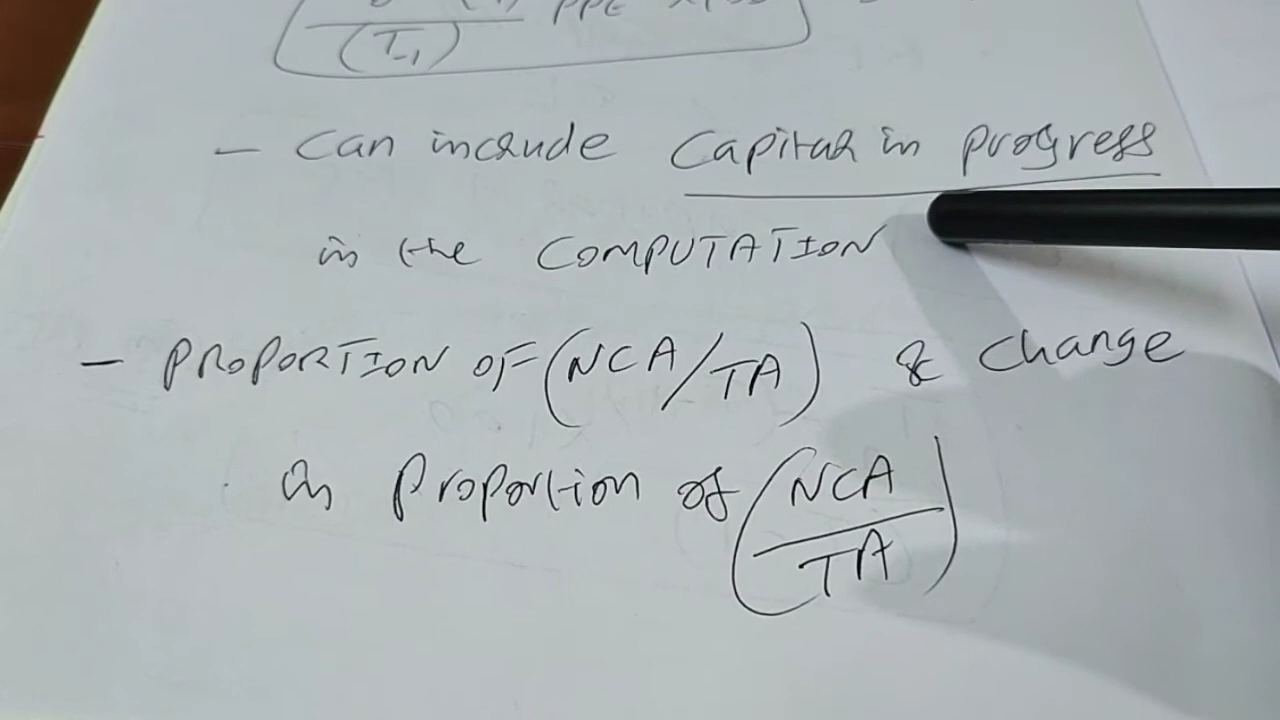 (T-1) PPE
- Can include Capital in progress
in the COMPUTATION
- PROPORTION OF (NCA/TA) & Change
in Proportion of (NCA/TA)